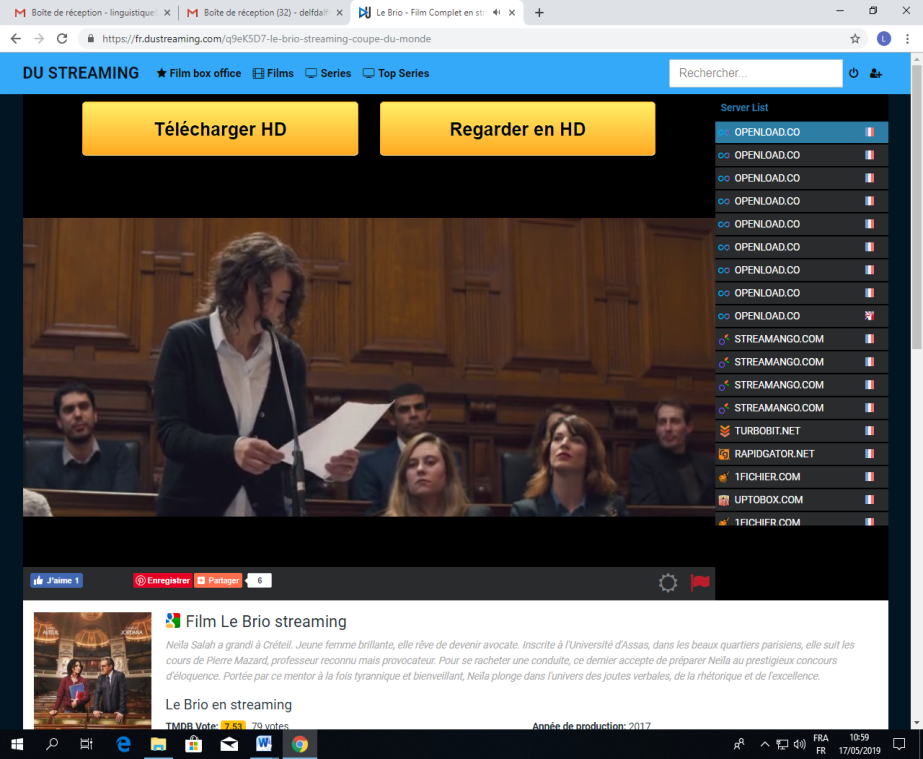 Boîte de réception - linguistique
Boîte de réception (32) - delfdalf
Le Brio - Film Complet en str
https://fr.dustreaming.com/q9eK5D7-le-brio-streaming-coupe-du-monde
L
DU STREAMING
Film box office
Films
Series
Top Series
Rechercher...
Télécharger HD
Regarder en HD
Server List
OPENLOAD.CO
OPENLOAD.CO
OPENLOAD.CO
OPENLOAD.CO
OPENLOAD.CO
OPENLOAD.CO
OPENLOAD.CO
OPENLOAD.CO
OPENLOAD.CO
STREAMANGO.COM
STREAMANGO.COM
STREAMANGO.COM
STREAMANGO.COM
TURBOBIT.NET
RAPIDGATOR.NET
1FICHIER.COM
UPTOBOX.COM
1FICHIER.COM
J'aime 1
Enregistrer
Partager
6
AUTEUIL
JORDANA
Film Le Brio streaming
Neïla Salah a grandi à Créteil. Jeune femme brillante, elle rêve de devenir avocate. Inscrite à l'Université d'Assas, dans les beaux quartiers parisiens, elle suit les
cours de Pierre Mazard, professeur reconnu mais provocateur. Pour se racheter une conduite, ce dernier accepte de préparer Neïla au prestigieux concours
d'éloquence. Portée par ce mentor à la fois tyrannique et bienveillant, Neïla plonge dans l'univers des joutes verbales, de la rhétorique et de l'excellence.
Le Brio en streaming
TMDB Vote: 7.53 79 votes
Année de production: 2017
FRA
FR
10:59
17/05/2019